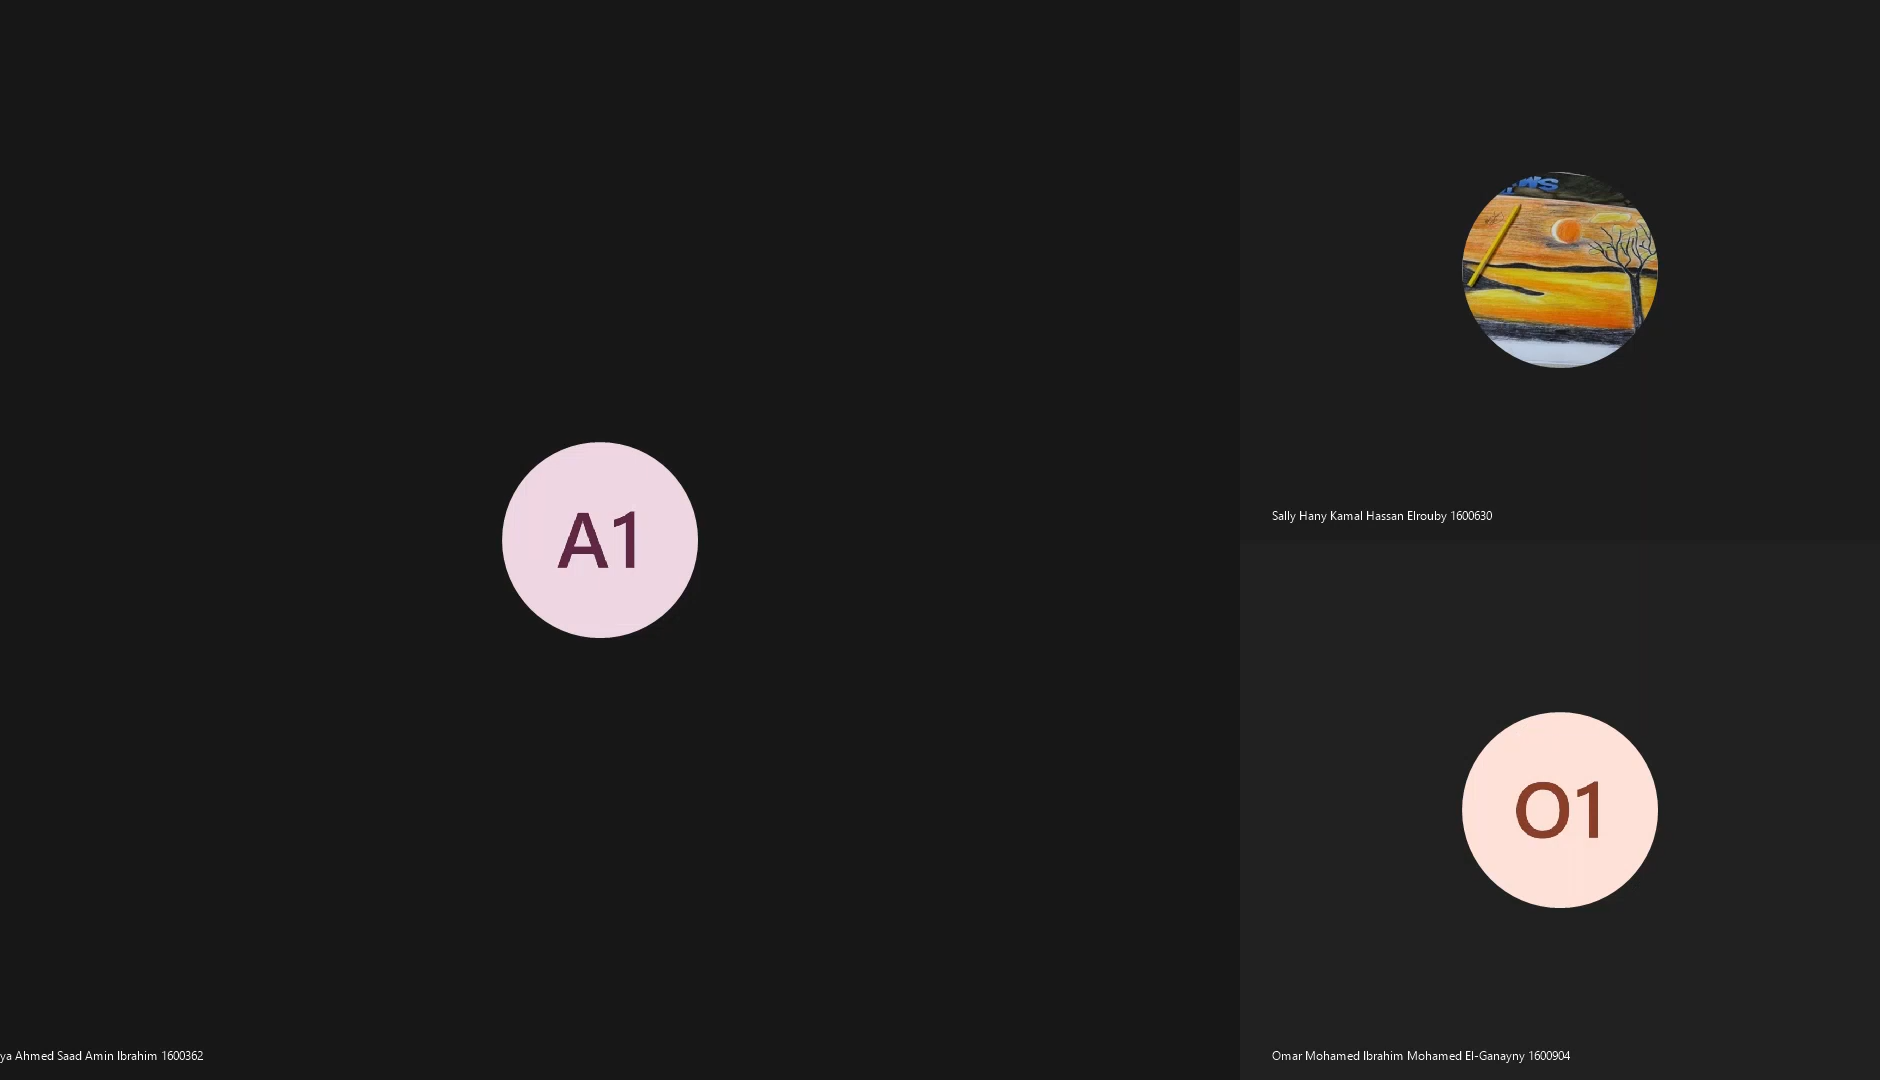 A1
Sally Hany Kamal Hassan Elrouby 1600630
O1
ya Ahmed Saad Amin Ibrahim 1600362
Omar Mohamed Ibrahim Mohamed El-Ganayny 1600904